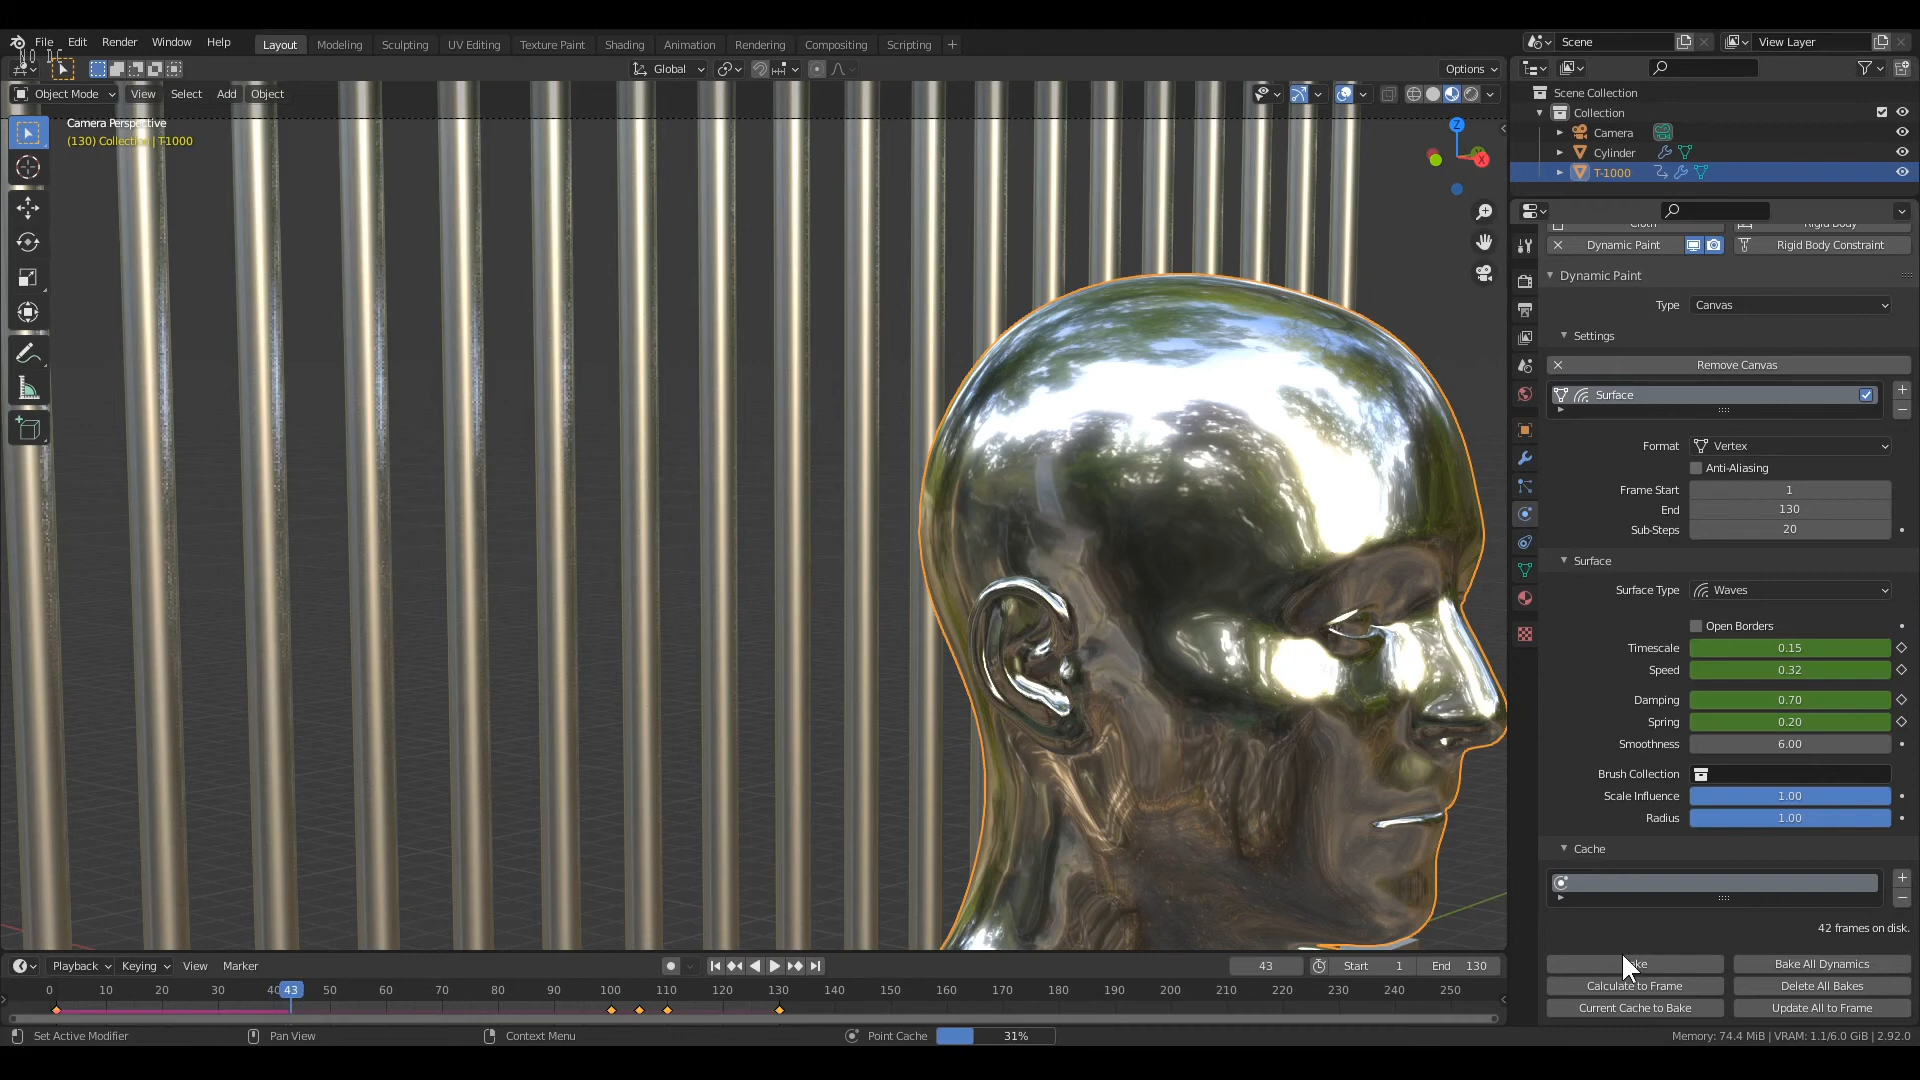 File Edit Render Window Help
Layout Modeling Sculpting UV Editing Texture Paint Shading Animation Rendering Compositing Scripting +
Scene
View Layer
Global
Options
Object Mode View Select Add Object
Camera Perspective
(130) Collection | T-1000
Z
X
Scene Collection
Collection
Camera
Cylinder
T-1000
Cloth Rigid Body
Dynamic Paint Rigid Body Constraint
Dynamic Paint
Type Canvas
Settings
Remove Canvas
Surface
Format Vertex
Anti-Aliasing
Frame Start 1
End 130
Sub-Steps 20
Surface
Surface Type Waves
Open Borders
Timescale 0.15
Speed 0.32
Damping 0.70
Spring 0.20
Smoothness 6.00
Brush Collection
Scale Influence 1.00
Radius 1.00
Cache
42 frames on disk.
Bake All Dynamics
Calculate to Frame Delete All Bakes
Current Cache to Bake Update All to Frame
Playback Keying View Marker
43 Start 1 End 130
0 10 20 30 40 43 50 60 70 80 90 100 110 120 130 140 150 160 170 180 190 200 210 220 230 240 250
Set Active Modifier Pan View Context Menu Point Cache 31% Memory: 74.4 MiB | VRAM: 1.1/6.0 GiB | 2.92.0